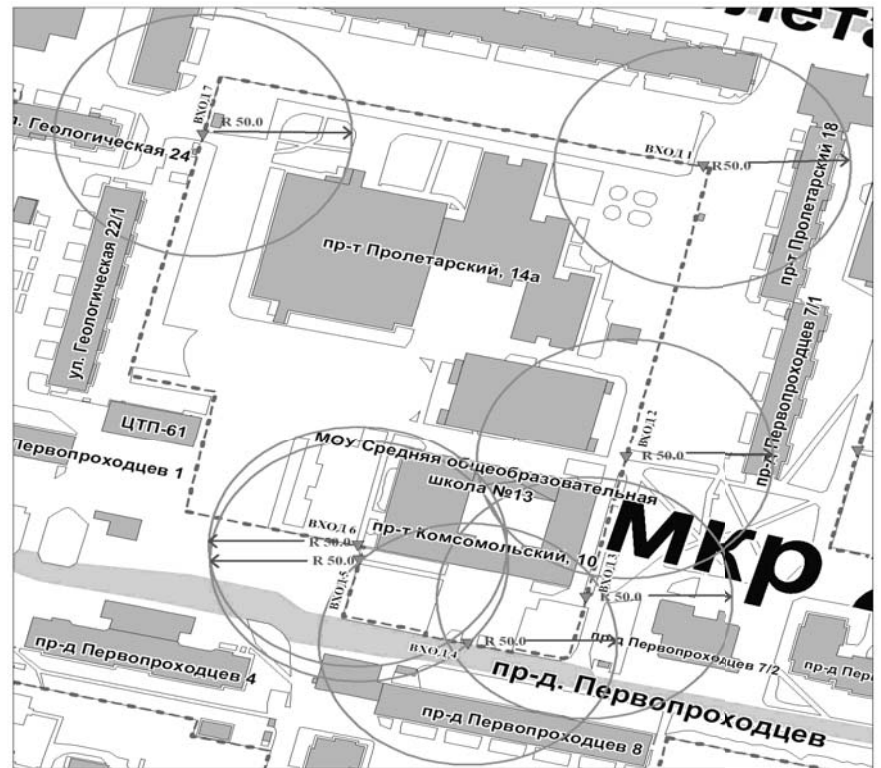 ВХОД 7
R 50.0
л. Геологическая 24
ВХОД 1
R50.0
пр-т Пролетарский 18
ул. Геологическая 22/1
пр-т Пролетарский, 14а
пр-д Первопроходцев 7/1
ЦТП-61
Первопроходцев 1
ВХОД 2
R 50.0
МОУ Средняя общеобразовательная
школа №13
пр-т Комсомольский, 10
мкр
ВХОД 6
R 50.0
R 50.0
ВХОД 5
ВХОД 3
R 50.0
R 50.0
ВХОД 4
пр-д Первопроходцев 7/2
пр-д Перв
пр-д Первопроходцев 4
пр-д. Первопроходцев
пр-д Первопроходцев 8